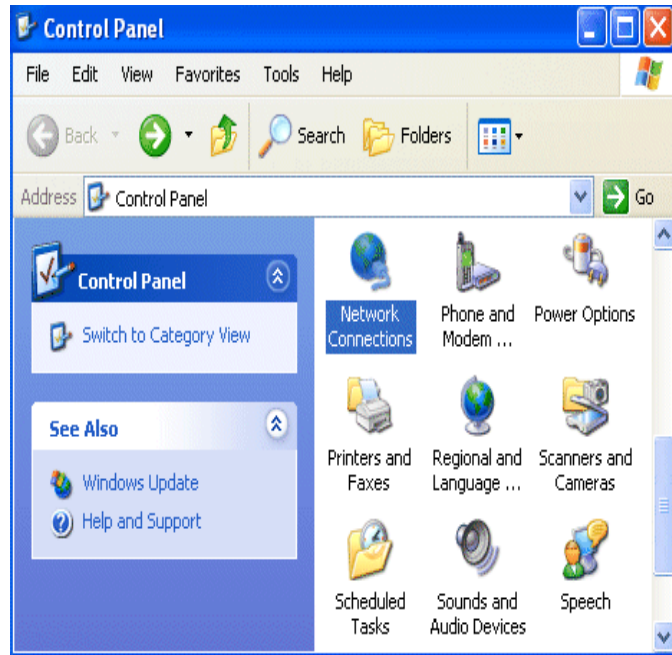 Control Panel
File Edit View Favorites Tools Help
Back Search Folders
Address Control Panel Go
Control Panel
Switch to Category View
See Also
Windows Update
Help and Support
Network
Connections
Phone and
Modem ...
Power Options
Printers and
Faxes
Regional and
Language ...
Scanners and
Cameras
Scheduled
Tasks
Sounds and
Audio Devices
Speech